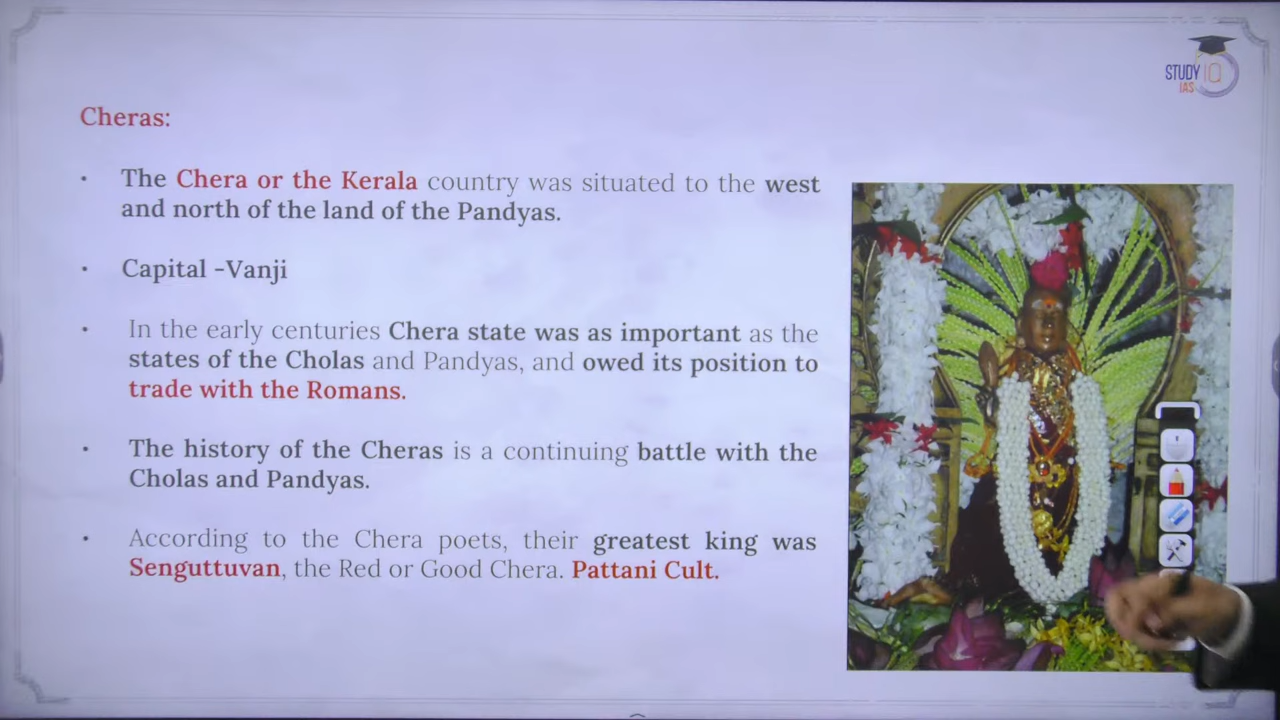 STUDY IQ
IAS
Cheras:
• The Chera or the Kerala country was situated to the west
and north of the land of the Pandyas.
• Capital -Vanji
• In the early centuries Chera state was as important as the
states of the Cholas and Pandyas, and owed its position to
trade with the Romans.
• The history of the Cheras is a continuing battle with the
Cholas and Pandyas.
• According to the Chera poets, their greatest king was
Senguttuvan, the Red or Good Chera. Pattani Cult.